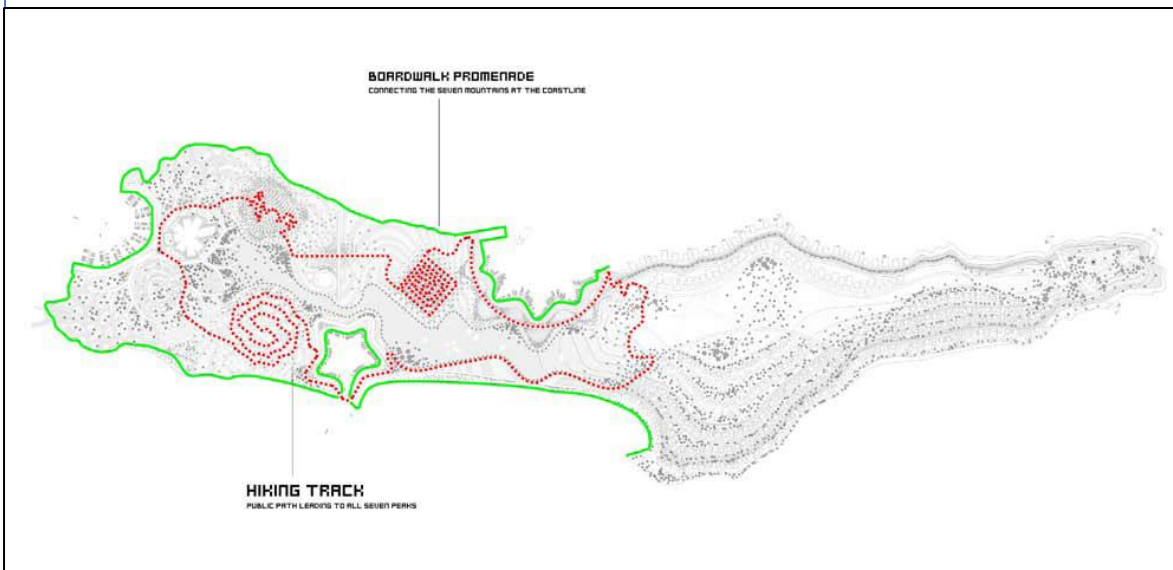 BOARDWALK PROMENADE
CONNECTING THE SEVEN MOUNTAINS AT THE COASTLINE
HIKING TRACK
PUBLIC PATH LEADING TO ALL SEVEN PEAKS